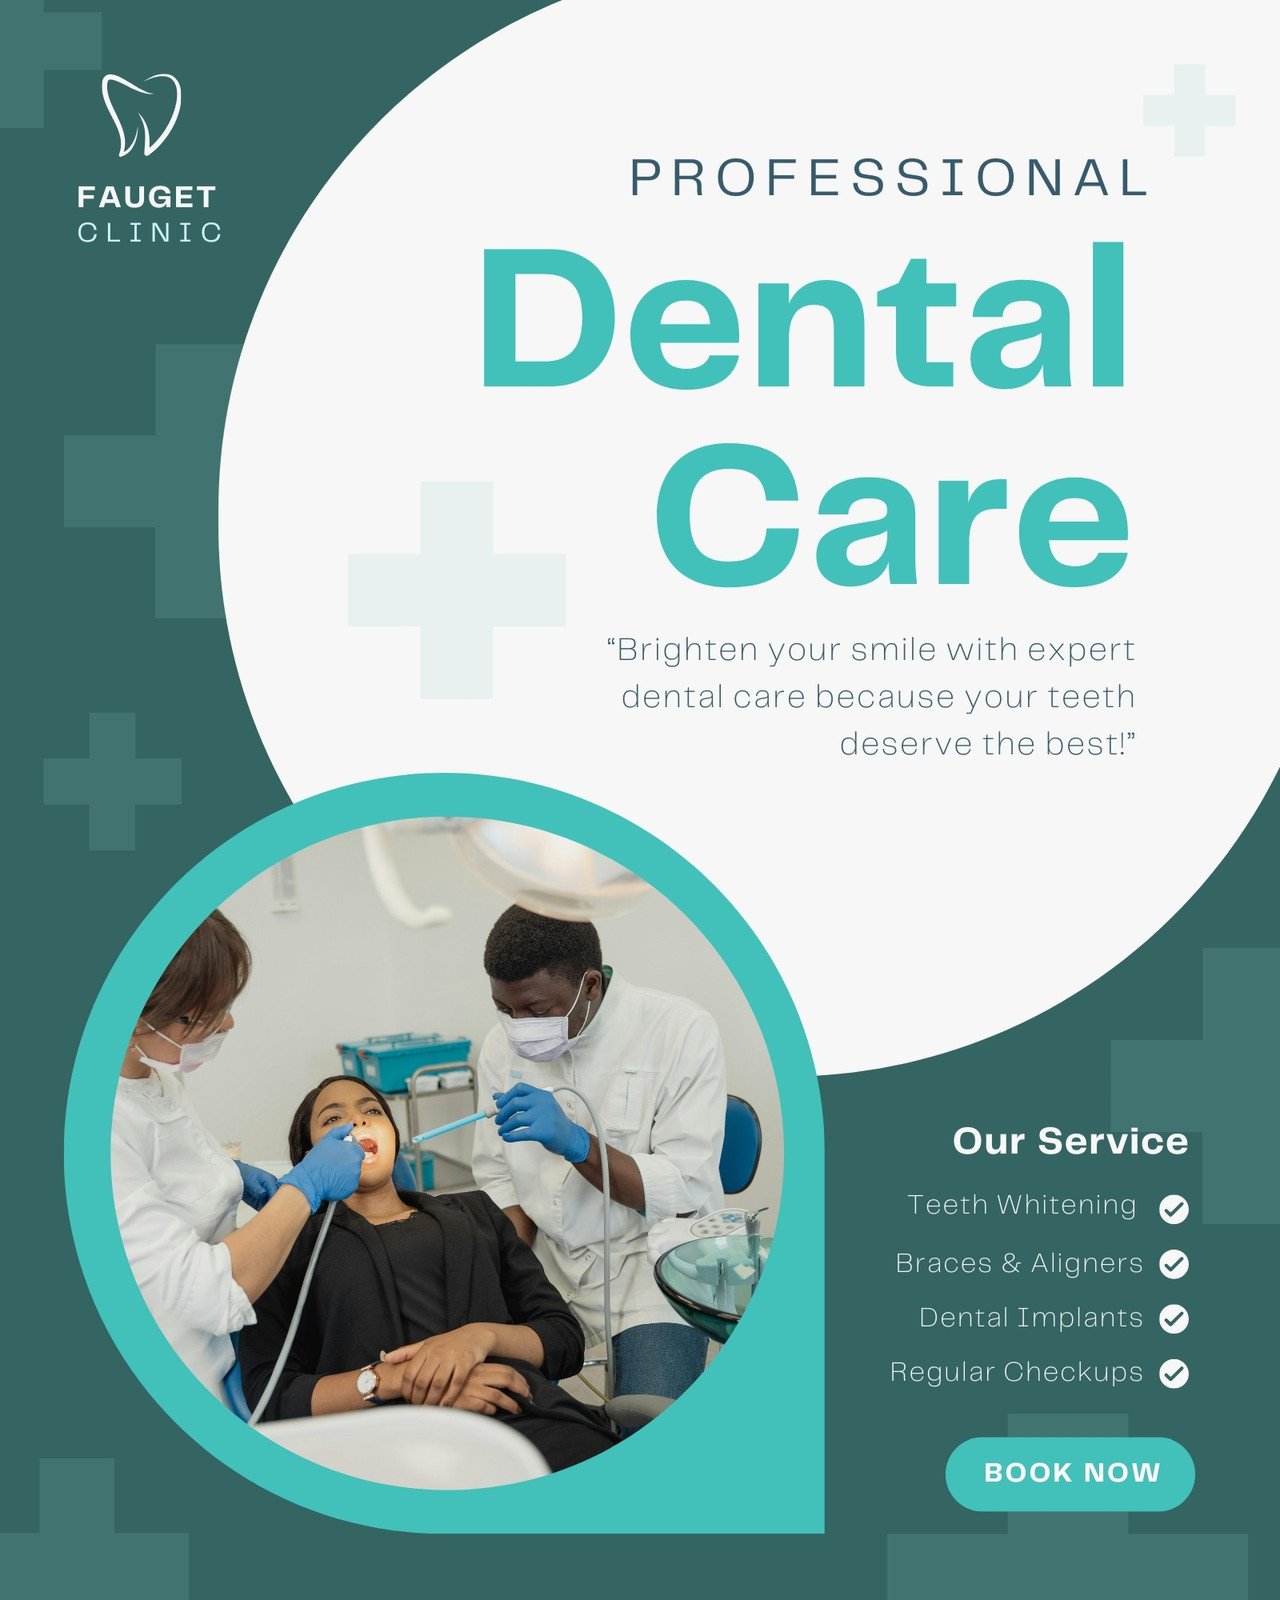 FAUGET
CLINIC
PROFESSIONAL
Dental
Care
“Brighten your smile with expert
dental care because your teeth
deserve the best!”
Our Service
Teeth Whitening
Braces & Aligners
Dental Implants
Regular Checkups
BOOK NOW